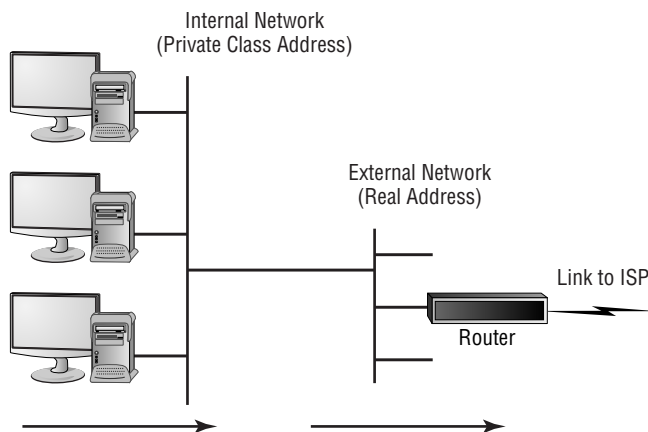 Internal Network
(Private Class Address)
External Network
(Real Address)
Link to ISP
Router